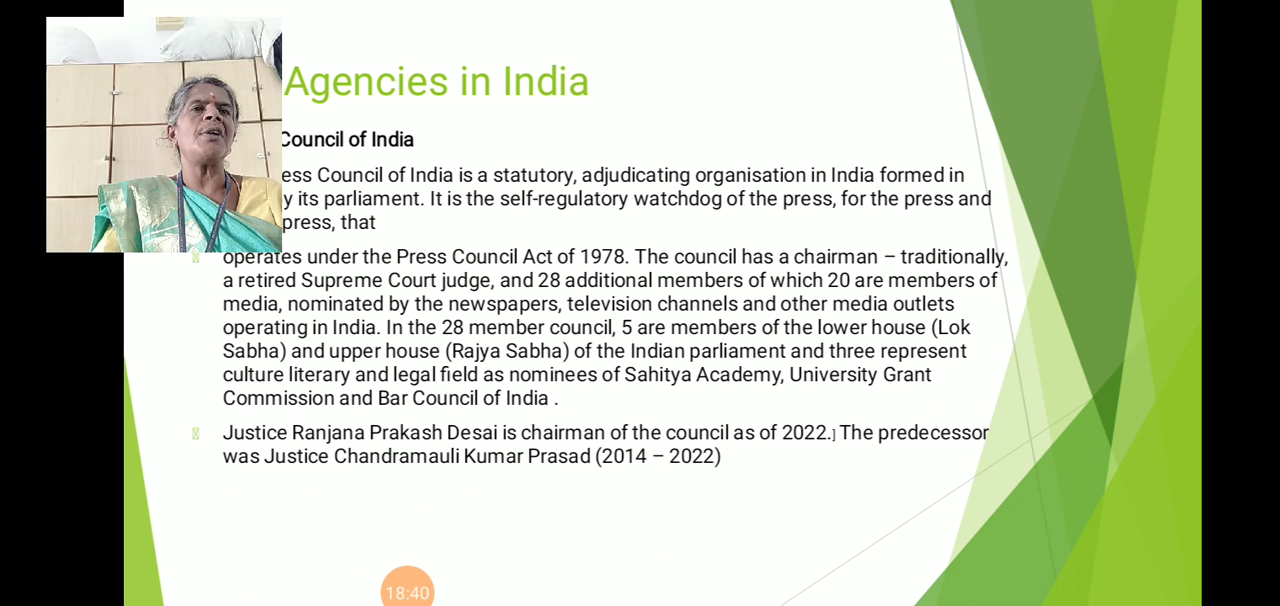 Agencies in India
Council of India
ess Council of India is a statutory, adjudicating organisation in India formed in
y its parliament. It is the self-regulatory watchdog of the press, for the press and
press, that
operates under the Press Council Act of 1978. The council has a chairman – traditionally,
a retired Supreme Court judge, and 28 additional members of which 20 are members of
media, nominated by the newspapers, television channels and other media outlets
operating in India. In the 28 member council, 5 are members of the lower house (Lok
Sabha) and upper house (Rajya Sabha) of the Indian parliament and three represent
culture literary and legal field as nominees of Sahitya Academy, University Grant
Commission and Bar Council of India .
Justice Ranjana Prakash Desai is chairman of the council as of 2022.] The predecessor
was Justice Chandramauli Kumar Prasad (2014 – 2022)
18:40